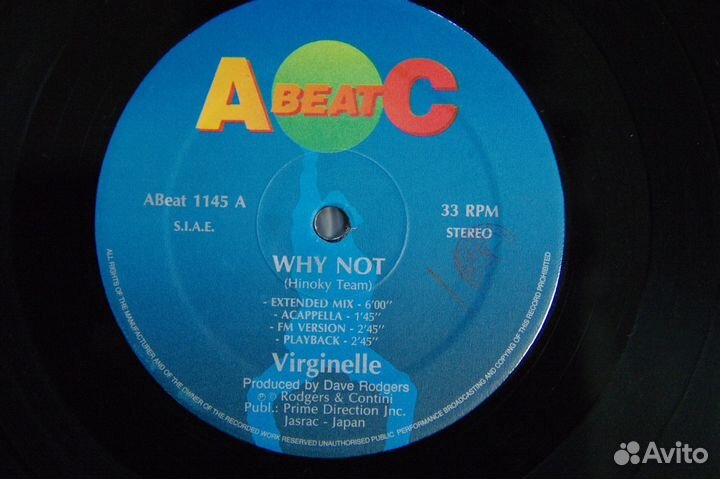 A BEAT C
ABeat 1145 A
S.I.A.E.
33 RPM
STEREO
WHY NOT
(Hinoky Team)
- EXTENDED MIX - 6'00''
- ACAPPELLA - 1'45''
- FM VERSION - 2'45''
- PLAYBACK - 2'45''
Virginelle
Produced by Dave Rodgers
℗ © Rodgers & Contini
Publ.: Prime Direction Inc.
Jasrac - Japan
ALL RIGHTS OF THE MANUFACTURER AND OF THE OWNER OF THE RECORDED WORK RESERVED UNAUTHORISED PUBLIC PERFORMANCE BROADCASTING AND COPYING OF THIS RECORD PROHIBITED
Avito